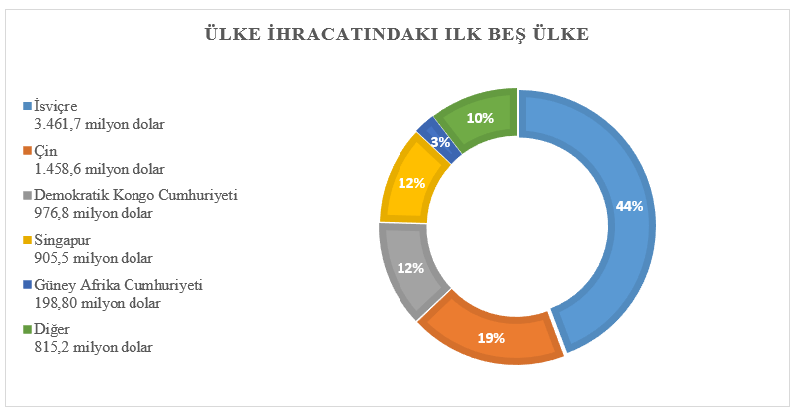 ÜLKE İHRACATINDAKI ILK BEŞ ÜLKE
İsviçre
3.461,7 milyon dolar
Çin
1.458,6 milyon dolar
Demokratik Kongo Cumhuriyeti
976,8 milyon dolar
Singapur
905,5 milyon dolar
Güney Afrika Cumhuriyeti
198,80 milyon dolar
Diğer
815,2 milyon dolar
10%
3%
12%
44%
12%
19%